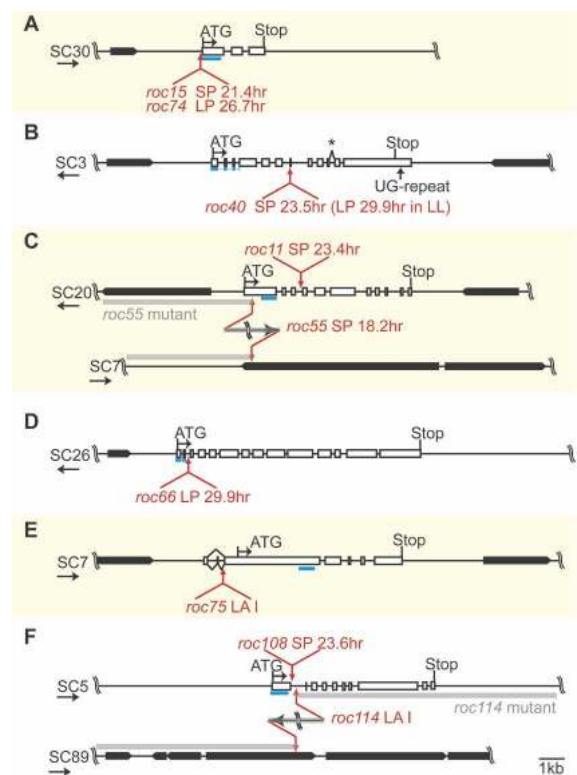 A
ATG
Stop
SC30
roc15 SP 21.4hr
roc74 LP 26.7hr
B
ATG
*
Stop
SC3
UG-repeat
roc40 SP 23.5hr (LP 29.9hr in LL)
C
roc11 SP 23.4hr
ATG
Stop
SC20
roc55 mutant
roc55 SP 18.2hr
SC7
D
ATG
Stop
SC26
roc66 LP 29.9hr
E
ATG
Stop
SC7
roc75 LA I
F
roc108 SP 23.6hr
ATG
Stop
SC5
roc114 mutant
roc114 LA I
SC89
1kb